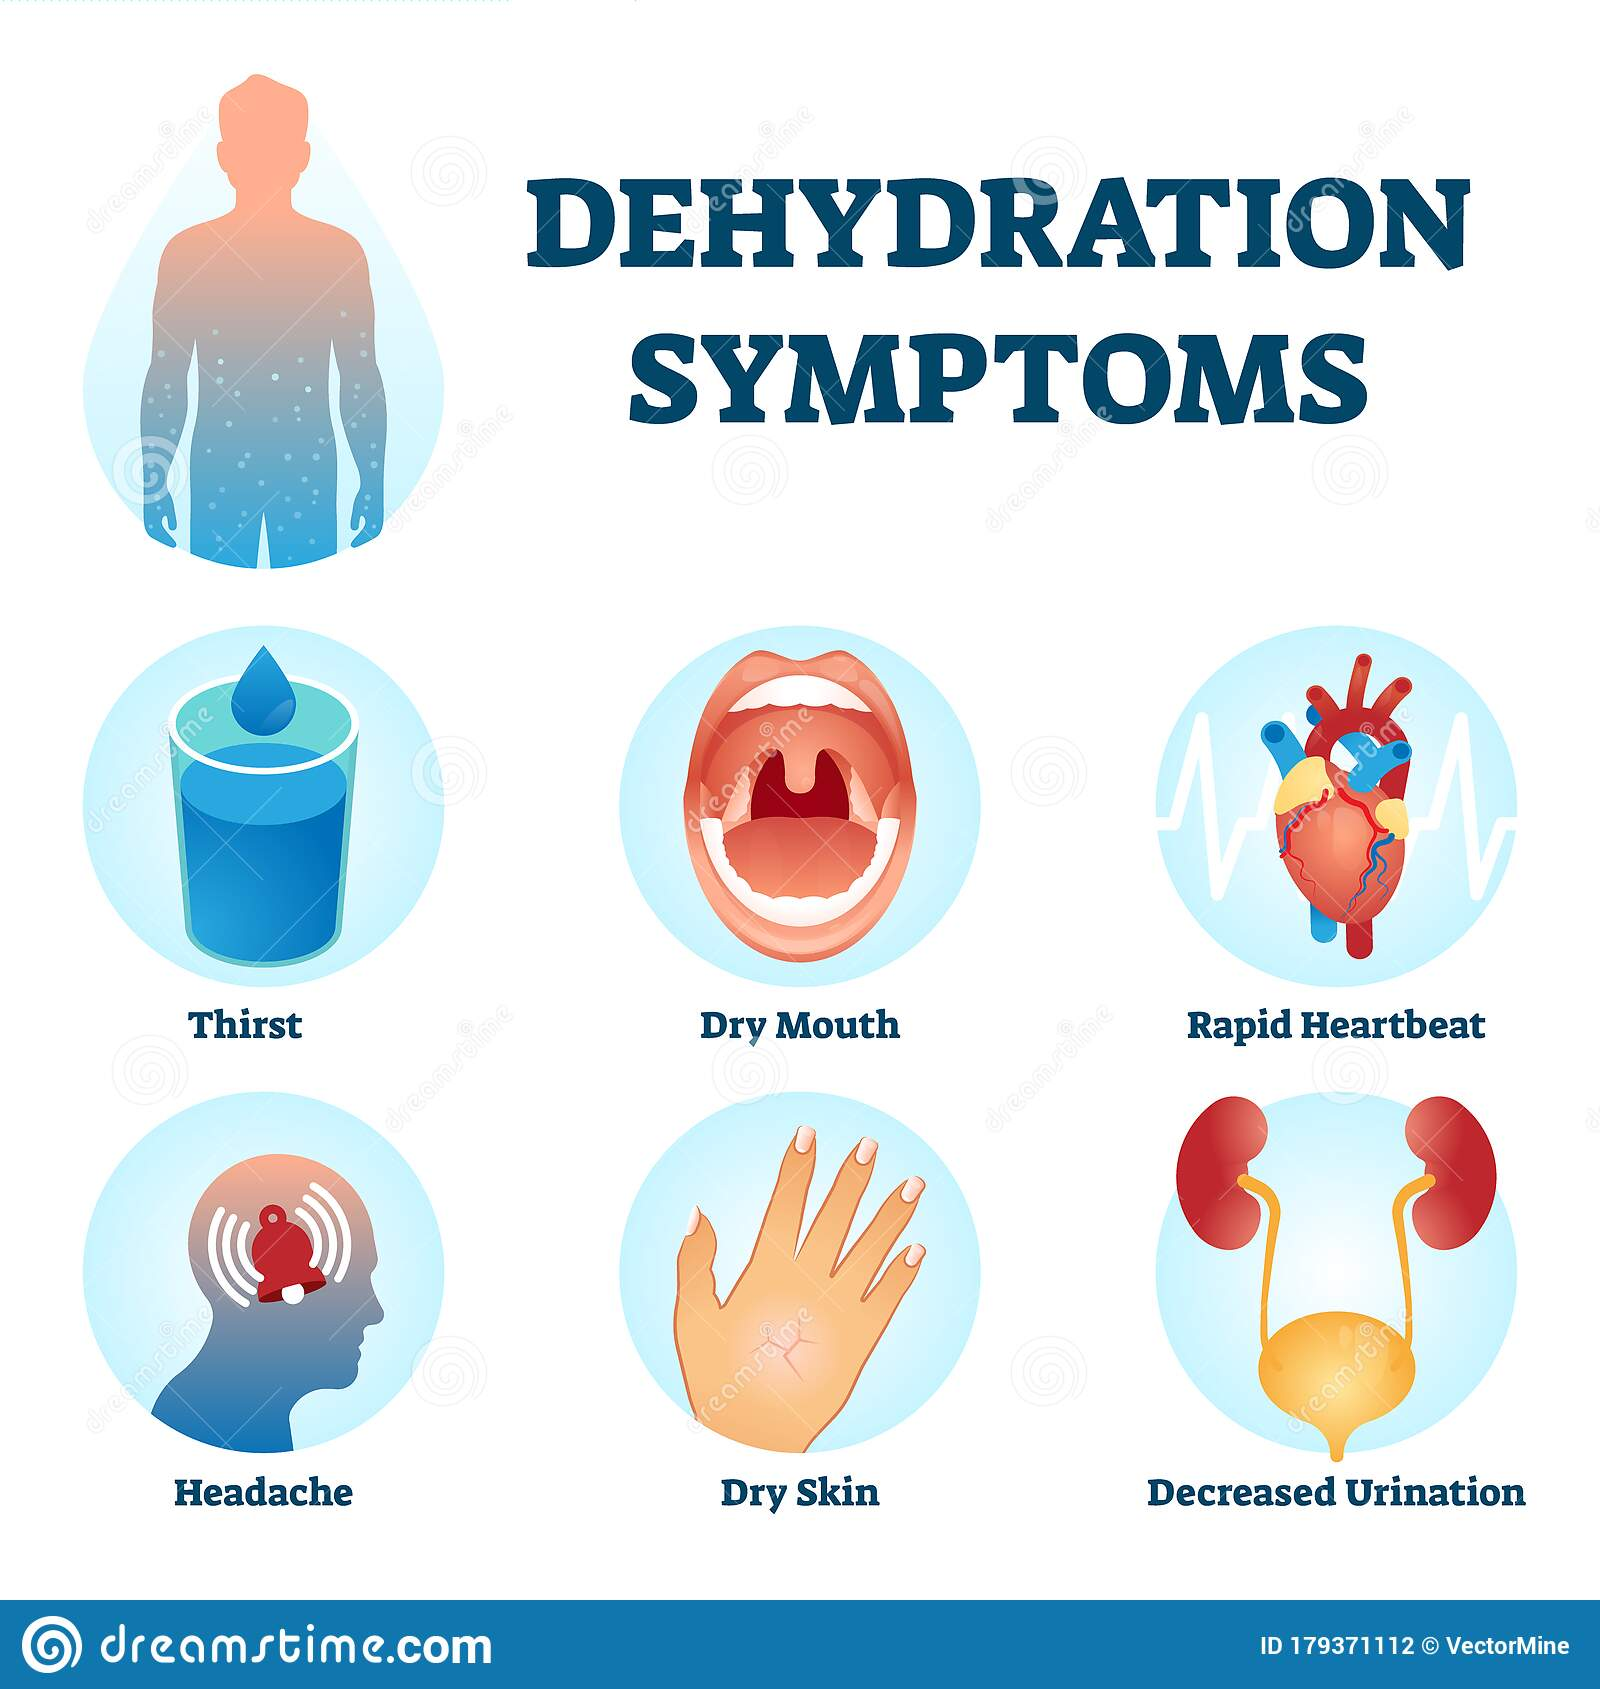 DEHYDRATION
SYMPTOMS
Thirst
Dry Mouth
Rapid Heartbeat
Headache
Dry Skin
Decreased Urination
dreamstime.com
ID 179371112 © VectorMine